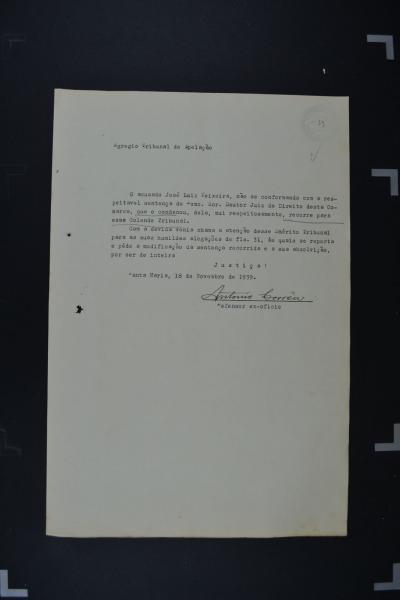 Egregio Tribunal de Apelação
O acusado José Luiz Teixeira, não se conformando com a res-
peitavel sentença do Exmo. Snr. Doutor Juiz de Direito desta Co-
marca, que o condenou, dela, mui respeitosamente, recorre para
esse Colendo Tribunal.
Com a devida venia chama a atenção desse Emérito Tribunal
para as suas humildes alegações de fls. 31, ás quais se reporta
e péde a modificação da sentença recorrida e a sua absolvição,
por ser de inteira
Justiça!
Santa Maria, 18 de Novembro de 1939.
Antonio Corrêa
Defensor ex-oficio